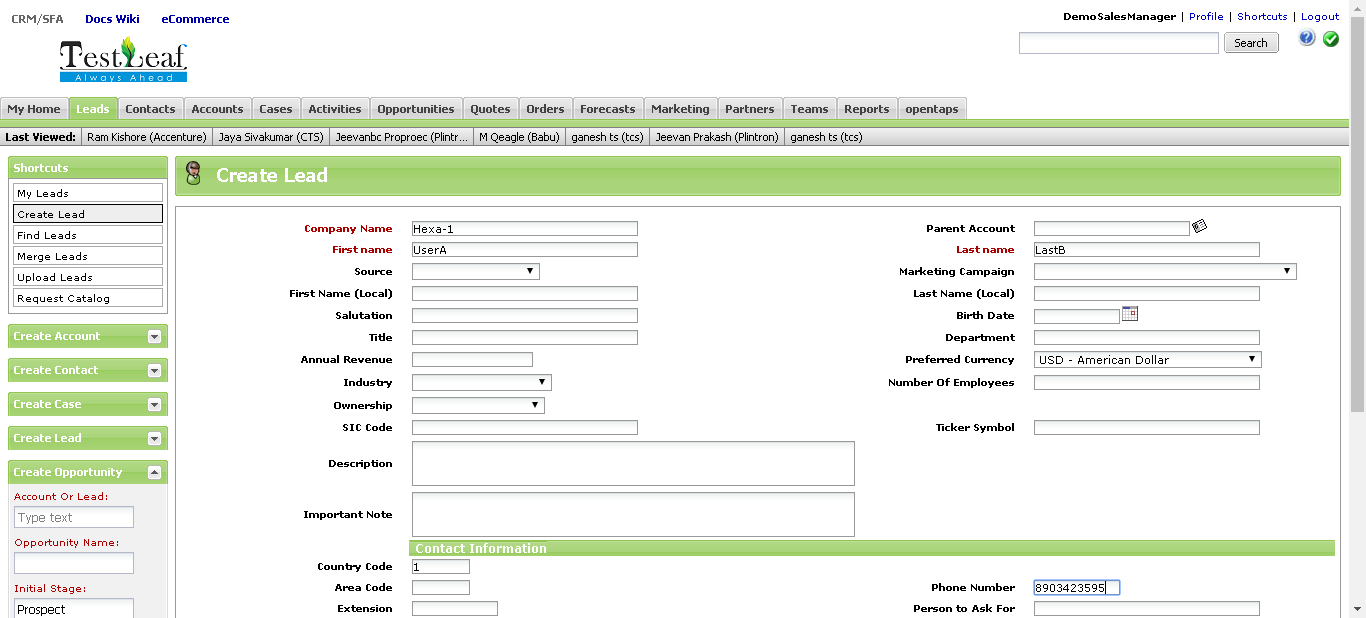 CRM/SFA Docs Wiki eCommerce
DemoSalesManager | Profile | Shortcuts | Logout
TestLeaf
Always Ahead
Search
My Home Leads Contacts Accounts Cases Activities Opportunities Quotes Orders Forecasts Marketing Partners Teams Reports opentaps
Last Viewed: Ram Kishore (Accenture) Jaya Sivakumar (CTS) Jeevanbc Proproec (Plintr... M Qeagle (Babu) ganesh ts (tcs) Jeevan Prakash (Plintron) ganesh ts (tcs)
Shortcuts
My Leads
Create Lead
Find Leads
Merge Leads
Upload Leads
Request Catalog
Create Account
Create Contact
Create Case
Create Lead
Create Opportunity
Account Or Lead:
Type text
Opportunity Name:
Initial Stage:
Prospect
Create Lead
Company Name Hexa-1 Parent Account
First name UserA Last name LastB
Source Marketing Campaign
First Name (Local) Last Name (Local)
Salutation Birth Date
Title Department
Annual Revenue Preferred Currency USD - American Dollar
Industry Number Of Employees
Ownership
SIC Code Ticker Symbol
Description
Important Note
Contact Information
Country Code 1
Area Code Phone Number 8903423595
Extension Person to Ask For